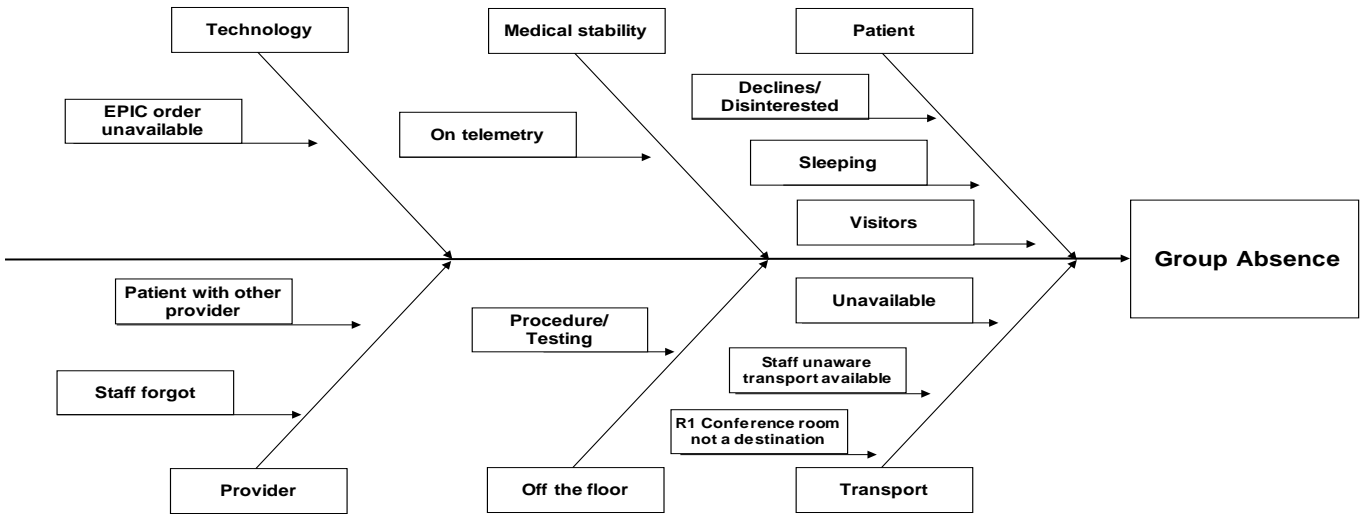 Technology
Medical stability
Patient
EPIC order
unavailable
On telemetry
Declines/
Disinterested
Sleeping
Visitors
Group Absence
Patient with other
provider
Staff forgot
Procedure/
Testing
Unavailable
Staff unaware
transport available
R1 Conference room
not a destination
Provider
Off the floor
Transport